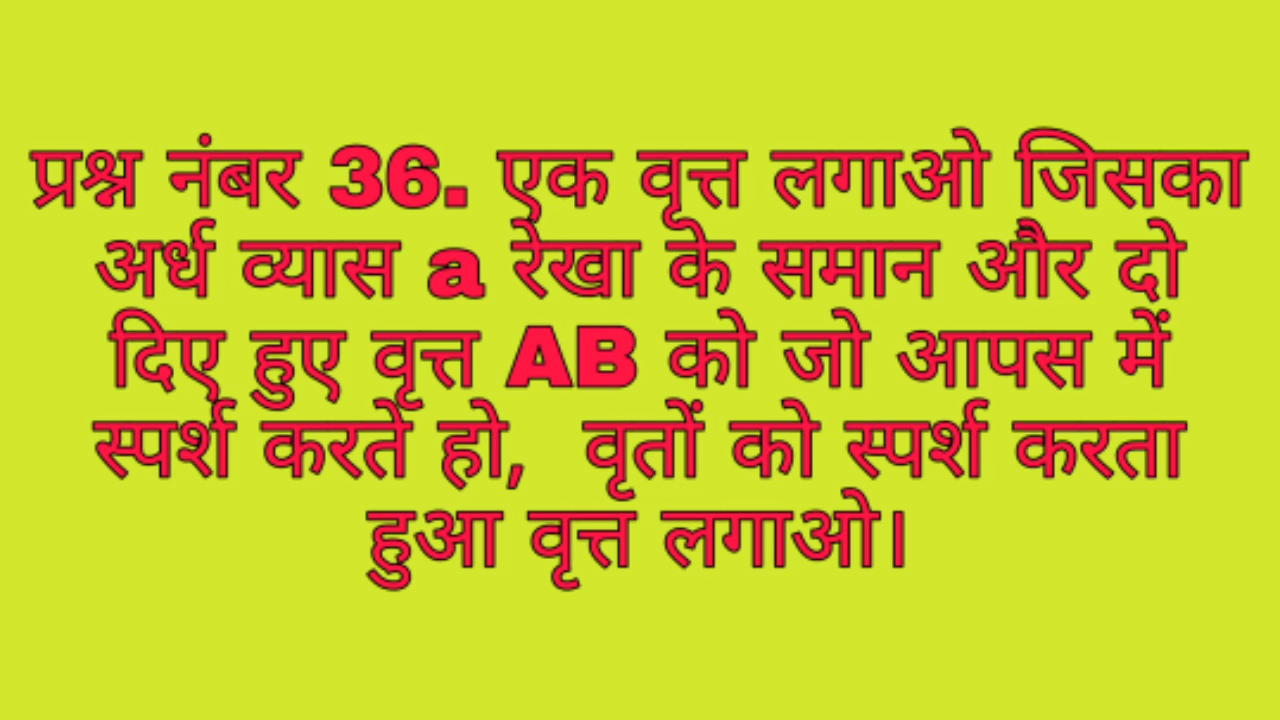 प्रश्न नंबर 36. एक वृत्त लगाओ जिसका
अर्ध व्यास a रेखा के समान और दो
दिए हुए वृत्त AB को जो आपस में
स्पर्श करते हो, वृतों को स्पर्श करता
हुआ वृत्त लगाओ।